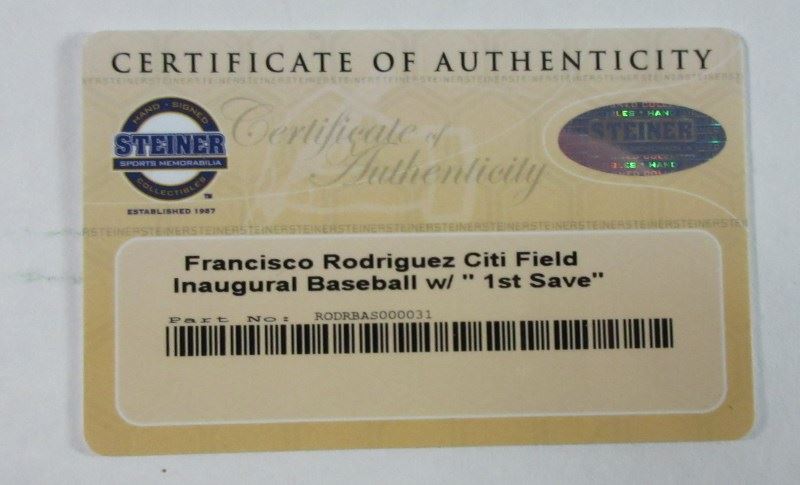 CERTIFICATE OF AUTHENTICITY
HAND · SIGNED
STEINER
SPORTS MEMORABILIA
COLLECTIBLES
TM
ESTABLISHED 1987
Certificate of
Authenticity
STEINER
Francisco Rodriguez Citi Field
Inaugural Baseball w/ " 1st Save"
Part No: RODRBAS000031